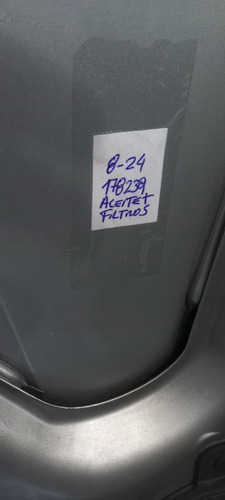 8-24
178239
ACEITE+
FILTROS